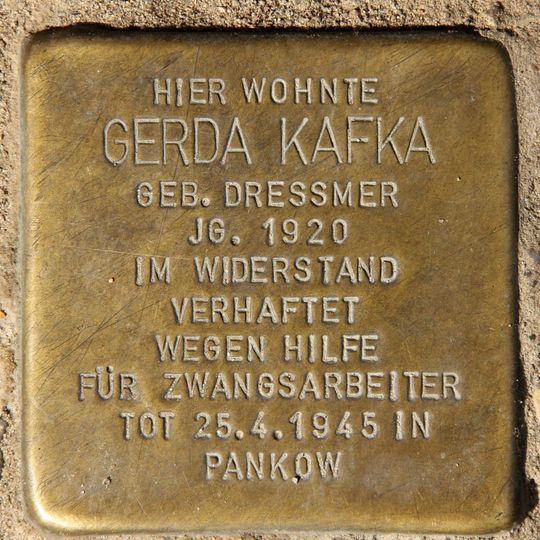 HIER WOHNTE
GERDA KAFKA
GEB. DRESSMER
JG. 1920
IM WIDERSTAND
VERHAFTET
WEGEN HILFE
FÜR ZWANGSARBEITER
TOT 25.4.1945 IN
PANKOW